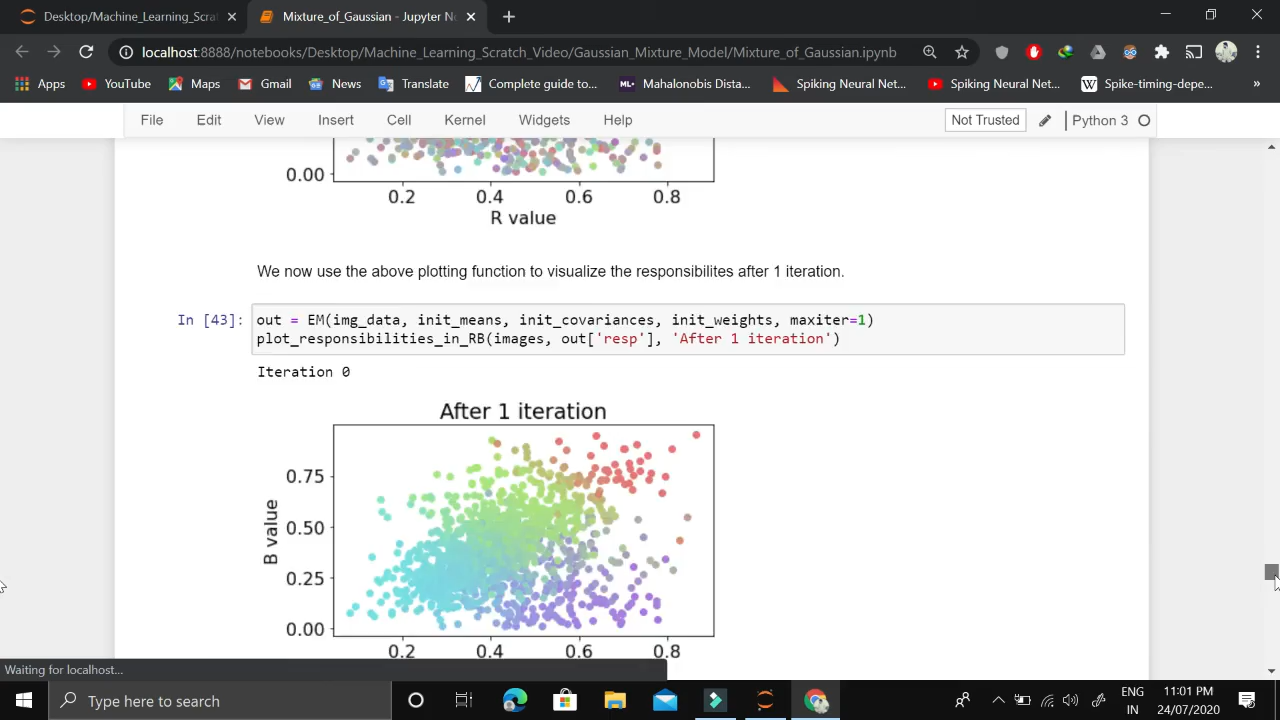 Desktop/Machine_Learning_Scrat
Mixture_of_Gaussian - Jupyter No
localhost:8888/notebooks/Desktop/Machine_Learning_Scratch_Video/Gaussian_Mixture_Model/Mixture_of_Gaussian.ipynb
Apps YouTube Maps Gmail News Translate Complete guide to... ML+ Mahalonobis Dista... Spiking Neural Net... Spiking Neural Net... W Spike-timing-depe... »
File Edit View Insert Cell Kernel Widgets Help Not Trusted Python 3
0.00
0.2 0.4 0.6 0.8
R value
We now use the above plotting function to visualize the responsibilites after 1 iteration.
In [43]: out = EM(img_data, init_means, init_covariances, init_weights, maxiter=1)
plot_responsibilities_in_RB(images, out['resp'], 'After 1 iteration')
Iteration 0
After 1 iteration
0.75
0.50
0.25
0.00
B value
0.2 0.4 0.6 0.8
Waiting for localhost...
Type here to search
ENG
IN
11:01 PM
24/07/2020